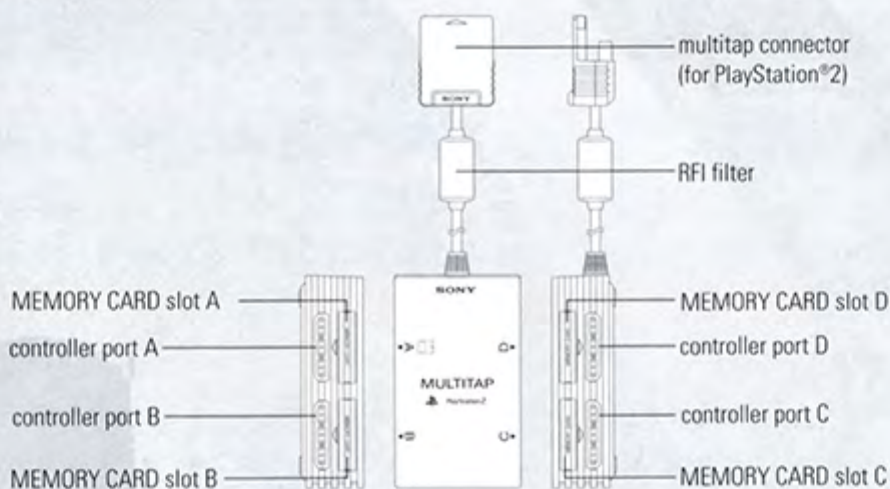 multitap connector
(for PlayStation®2)
SONY
RFI filter
MEMORY CARD slot A
controller port A
controller port B
MEMORY CARD slot B
SONY
A
D
MULTITAP
PlayStation 2
B
C
MEMORY CARD slot D
controller port D
controller port C
MEMORY CARD slot C